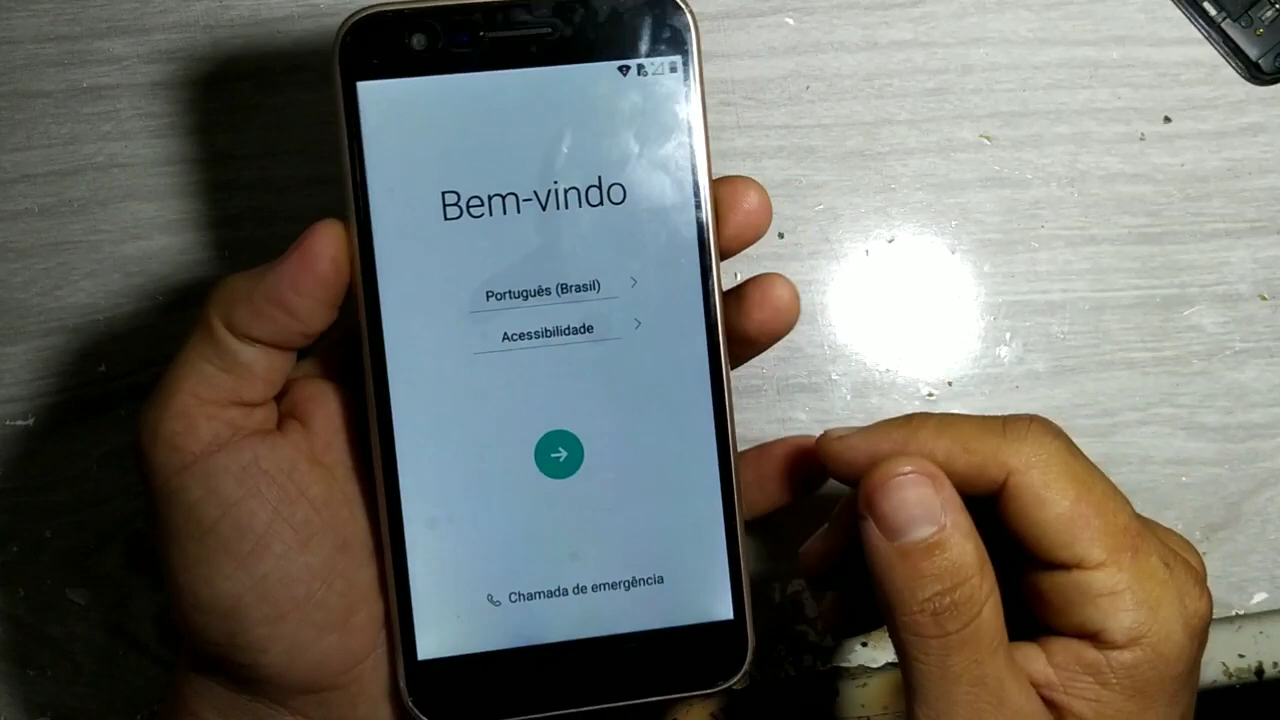 Bem-vindo
Português (Brasil)
Acessibilidade
Chamada de emergência